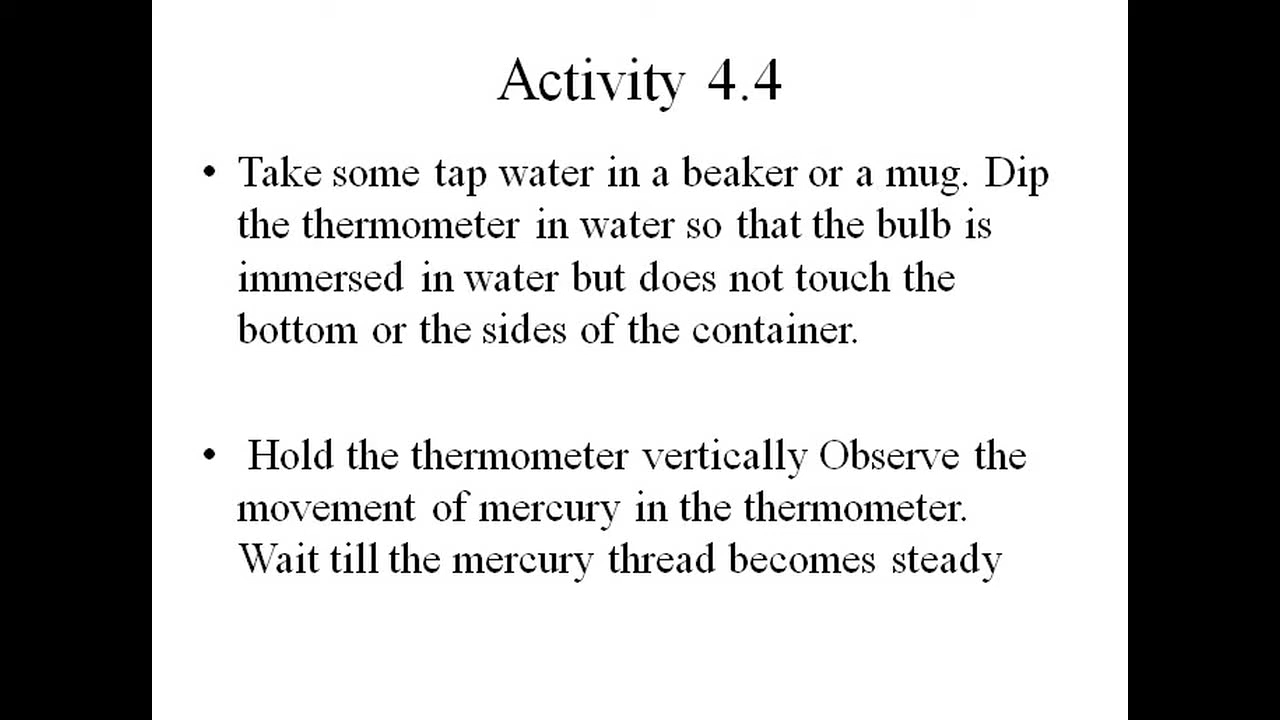 Activity 4.4
• Take some tap water in a beaker or a mug. Dip
the thermometer in water so that the bulb is
immersed in water but does not touch the
bottom or the sides of the container.
• Hold the thermometer vertically Observe the
movement of mercury in the thermometer.
Wait till the mercury thread becomes steady